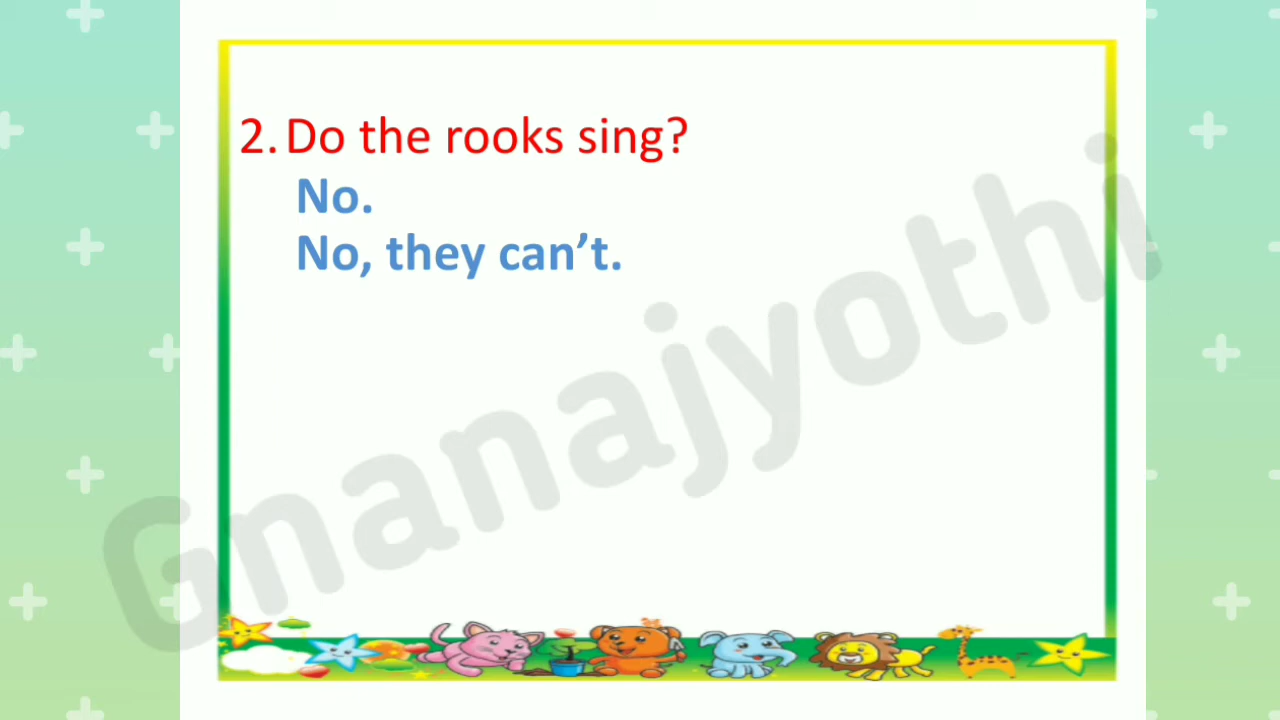 2. Do the rooks sing?
No.
No, they can’t.
Gnanajyothi